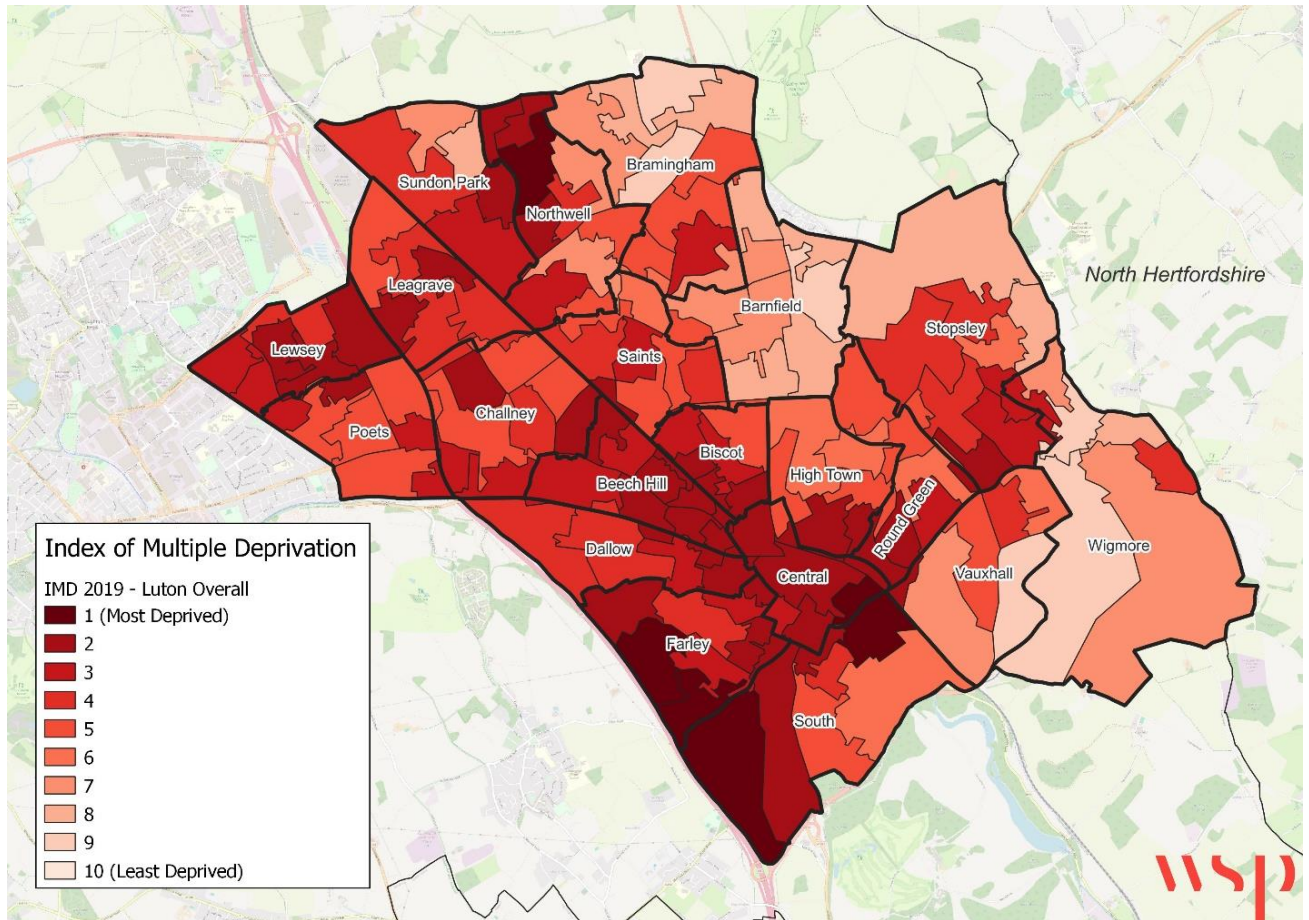 Bramingham
Sundon Park
Northwell
North Hertfordshire
Leagrave
Barnfield
Stopsley
Lewsey
Saints
Challney
Poets
Biscot
High Town
Beech Hill
Round Green
Wigmore
Dallow
Vauxhall
Central
Farley
South
Index of Multiple Deprivation
IMD 2019 - Luton Overall
1 (Most Deprived)
2
3
4
5
6
7
8
9
10 (Least Deprived)
wsp